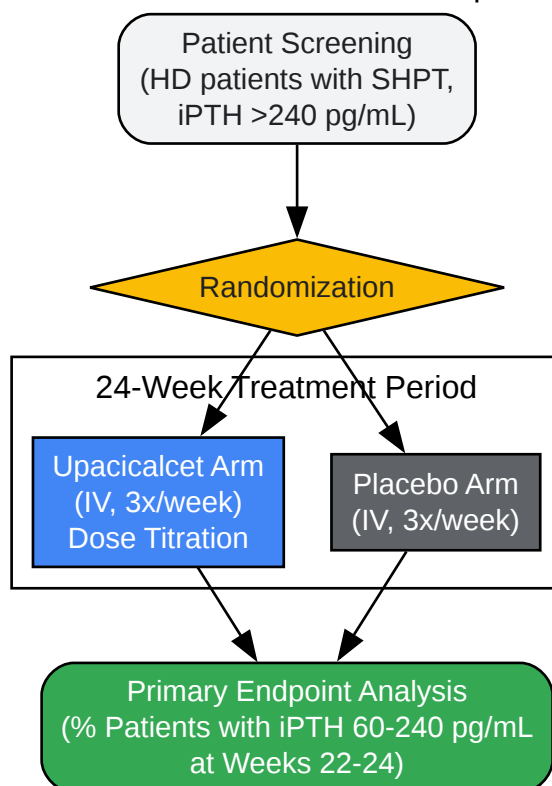 Patient Screening
(HD patients with SHPT,
iPTH >240 pg/mL)
Randomization
24-Week Treatment Period
Upacicalcet Arm
(IV, 3x/week)
Dose Titration
Placebo Arm
(IV, 3x/week)
Primary Endpoint Analysis
(% Patients with iPTH 60-240 pg/mL
at Weeks 22-24)